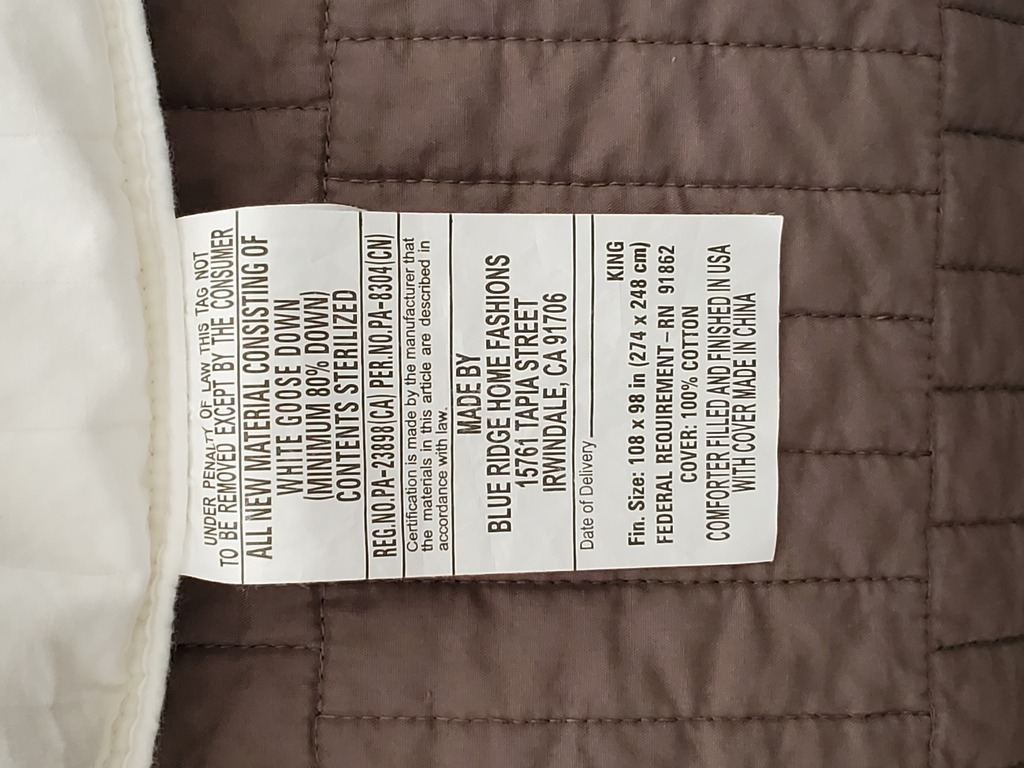 UNDER PENALTY OF LAW THIS TAG NOT
TO BE REMOVED EXCEPT BY THE CONSUMER
ALL NEW MATERIAL CONSISTING OF
WHITE GOOSE DOWN
(MINIMUM 80% DOWN)
CONTENTS STERILIZED
REG.NO.PA-23898(CA) PER.NO.PA-8304(CN)
Certification is made by the manufacturer that
the materials in this article are described in
accordance with law.
MADE BY
BLUE RIDGE HOME FASHIONS
15761 TAPIA STREET
IRWINDALE, CA 91706
Date of Delivery
KING
Fin. Size: 108 x 98 in (274 x 248 cm)
FEDERAL REQUIREMENT – RN 91862
COVER: 100% COTTON
COMFORTER FILLED AND FINISHED IN USA
WITH COVER MADE IN CHINA